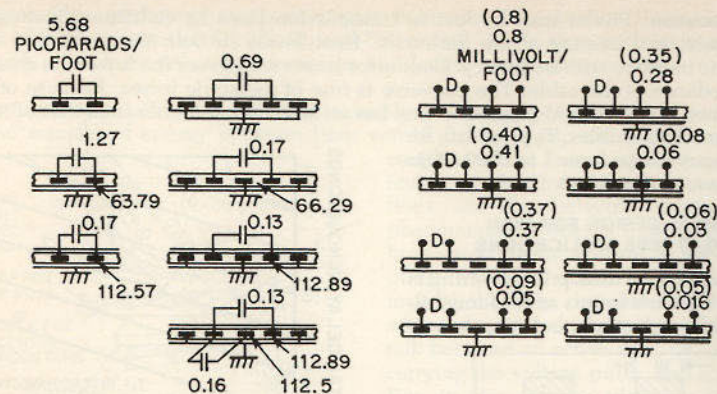 5.68
PICOFARADS/
FOOT
0.69
1.27
63.79
0.17
66.29
0.17
112.57
0.13
112.89
0.13
112.89
0.16
112.5
(0.8)
0.8
MILLIVOLT/
FOOT
D
(0.35)
0.28
D
(0.40)
0.41
D
(0.08
0.06
D
(0.37)
0.37
D
(0.06)
0.03
D
(0.09)
0.05
D
(0.05)
0.016
D